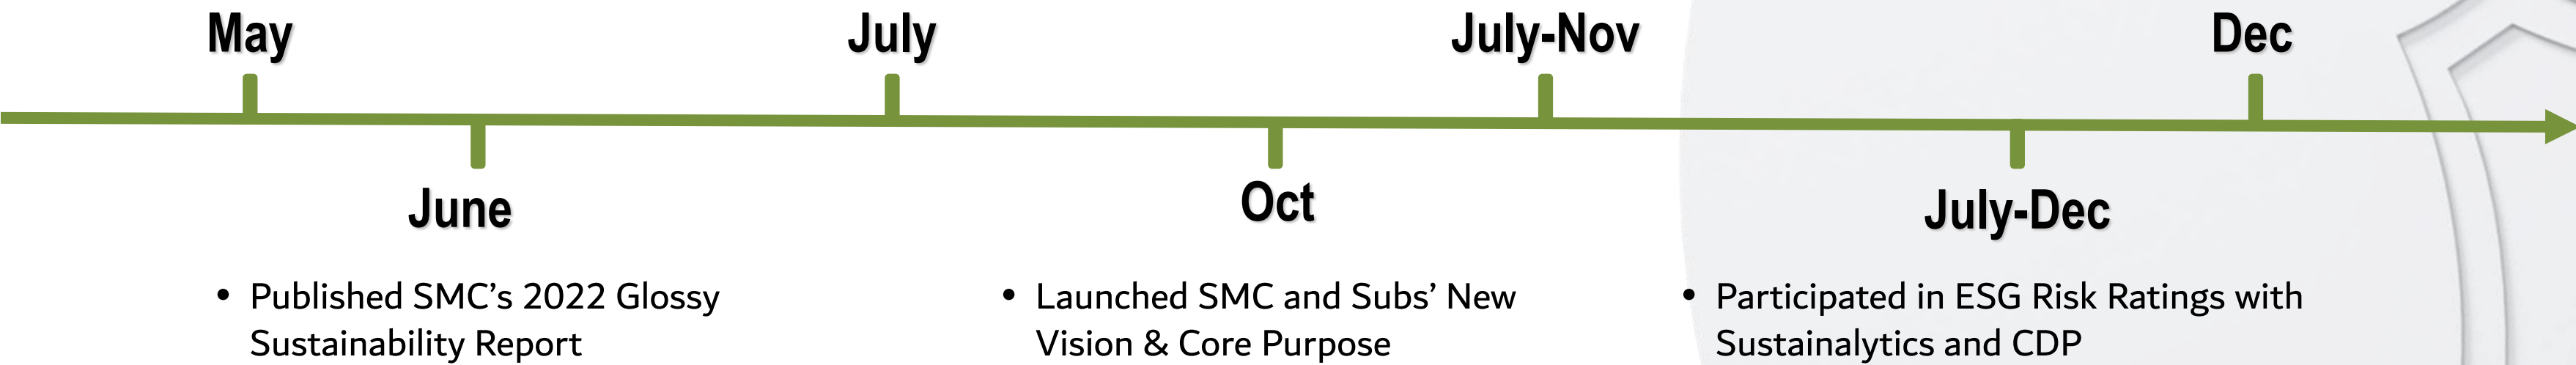 May
July
July-Nov
Dec
June
Oct
July-Dec
• Published SMC’s 2022 Glossy
Sustainability Report
• Launched SMC and Subs’ New
Vision & Core Purpose
• Participated in ESG Risk Ratings with
Sustainalytics and CDP